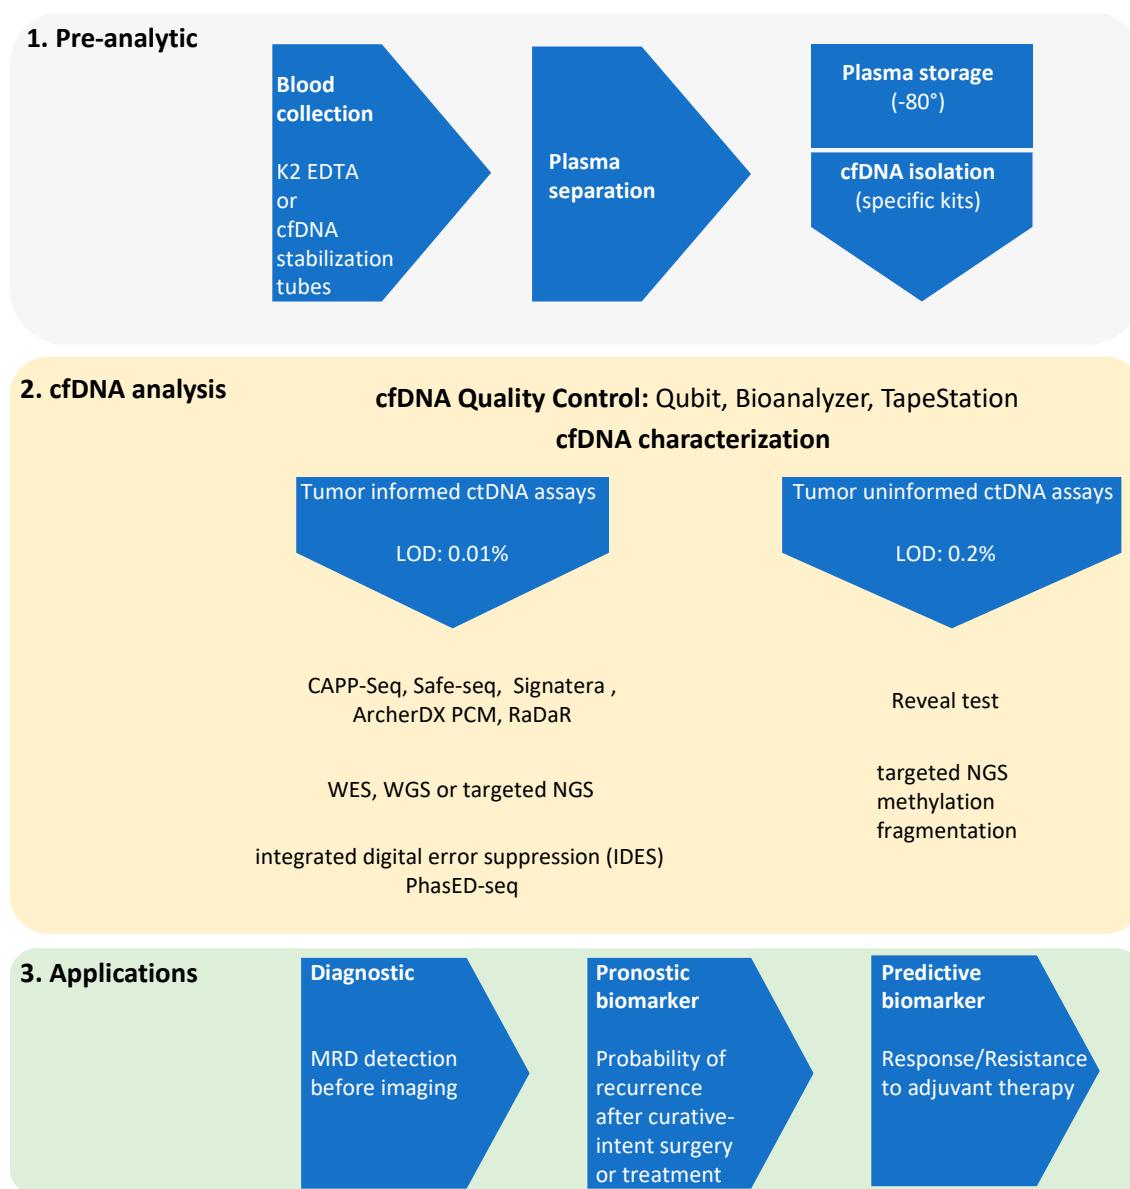 1. Pre-analytic
Blood
collection
K2 EDTA
or
cfDNA
stabilization
tubes
Plasma
separation
Plasma storage
(-80°)
cfDNA isolation
(specific kits)
2. cfDNA analysis
cfDNA Quality Control: Qubit, Bioanalyzer, TapeStation
cfDNA characterization
Tumor informed ctDNA assays
LOD: 0.01%
Tumor uninformed ctDNA assays
LOD: 0.2%
CAPP-Seq, Safe-seq,  Signatera ,
ArcherDX PCM, RaDaR
WES, WGS or targeted NGS
integrated digital error suppression (IDES)
PhasED-seq
Reveal test
targeted NGS
methylation
fragmentation
3. Applications
Diagnostic
MRD detection
before imaging
Pronostic
biomarker
Probability of
recurrence
after curative-
intent surgery
or treatment
Predictive
biomarker
Response/Resistance
to adjuvant therapy